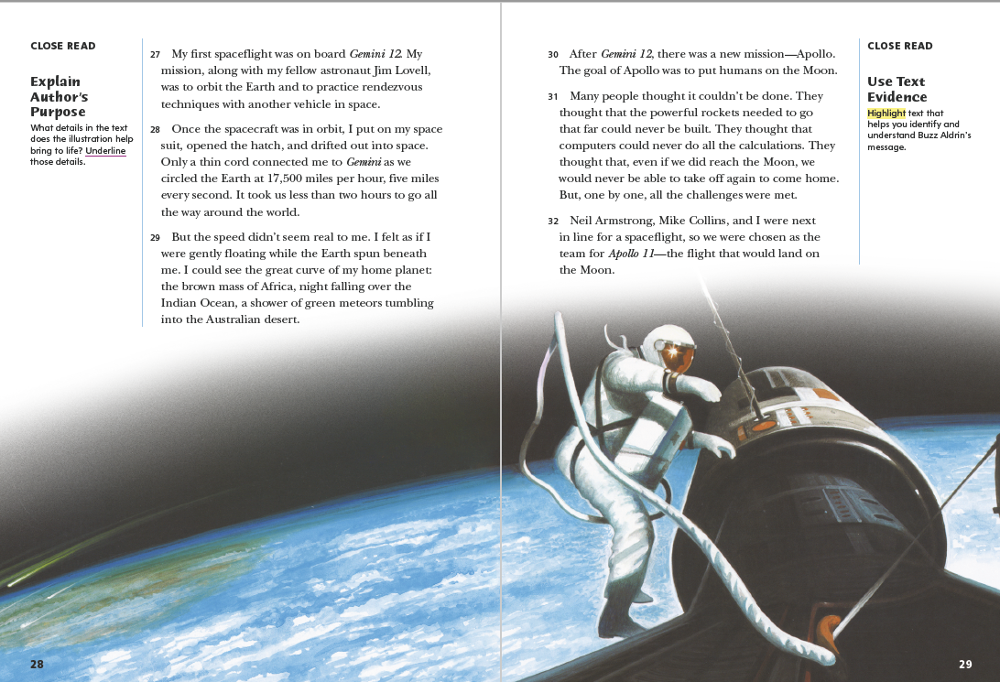 CLOSE READ
Explain
Author's
Purpose
What details in the text
does the illustration help
bring to life? Underline
those details.
27 My first spaceflight was on board Gemini 12. My
mission, along with my fellow astronaut Jim Lovell,
was to orbit the Earth and to practice rendezvous
techniques with another vehicle in space.
28 Once the spacecraft was in orbit, I put on my space
suit, opened the hatch, and drifted out into space.
Only a thin cord connected me to Gemini as we
circled the Earth at 17,500 miles per hour, five miles
every second. It took us less than two hours to go all
the way around the world.
29 But the speed didn't seem real to me. I felt as if I
were gently floating while the Earth spun beneath
me. I could see the great curve of my home planet:
the brown mass of Africa, night falling over the
Indian Ocean, a shower of green meteors tumbling
into the Australian desert.
28
30 After Gemini 12, there was a new mission—Apollo.
The goal of Apollo was to put humans on the Moon.
31 Many people thought it couldn't be done. They
thought that the powerful rockets needed to go
that far could never be built. They thought that
computers could never do all the calculations. They
thought that, even if we did reach the Moon, we
would never be able to take off again to come home.
But, one by one, all the challenges were met.
32 Neil Armstrong, Mike Collins, and I were next
in line for a spaceflight, so we were chosen as the
team for Apollo 11—the flight that would land on
the Moon.
CLOSE READ
Use Text
Evidence
Highlight text that
helps you identify and
understand Buzz Aldrin's
message.
29